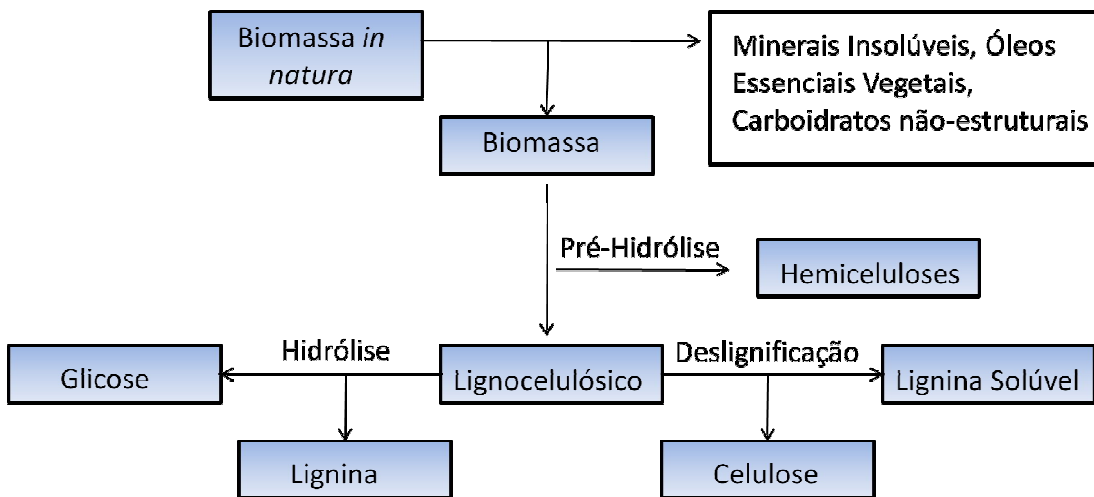 Biomassa in
natura
Minerais Insolúveis, Óleos
Essenciais Vegetais,
Carboidratos não-estruturais
Biomassa
Pré-Hidrólise
Hemiceluloses
Hidrólise
Deslignificação
Glicose
Lignocelulósico
Lignina Solúvel
Lignina
Celulose